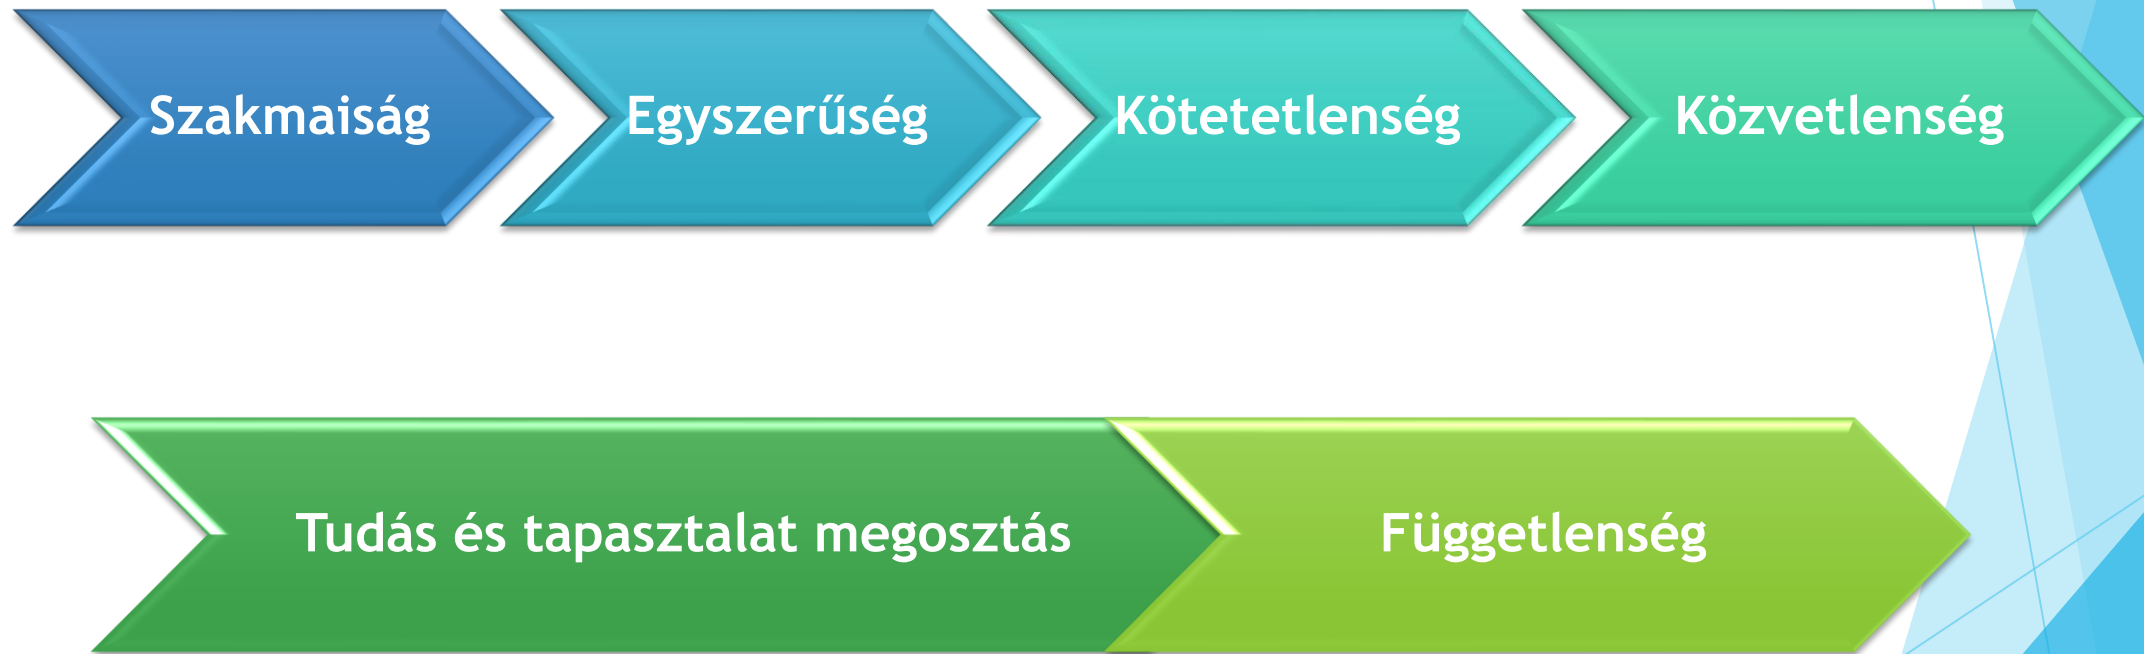 Szakmaiság
Egyszerűség
Kötetetlenség
Közvetlenség
Tudás és tapasztalat megosztás
Függetlenség